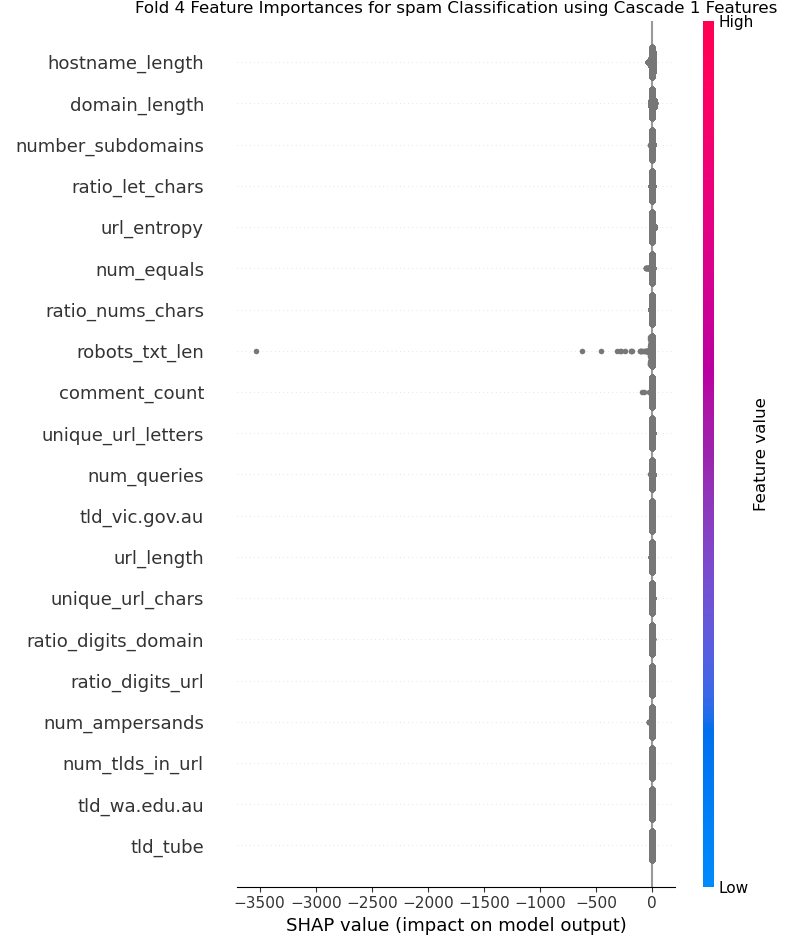 Fold 4 Feature Importances for spam Classification using Cascade 1 Features
High
hostname_length
domain_length
number_subdomains
ratio_let_chars
url_entropy
num_equals
ratio_nums_chars
robots_txt_len
comment_count
unique_url_letters
num_queries
tld_vic.gov.au
url_length
unique_url_chars
ratio_digits_domain
ratio_digits_url
num_ampersands
num_tlds_in_url
tld_wa.edu.au
tld_tube
Feature value
Low
−3500 −3000 −2500 −2000 −1500 −1000 −500 0
SHAP value (impact on model output)